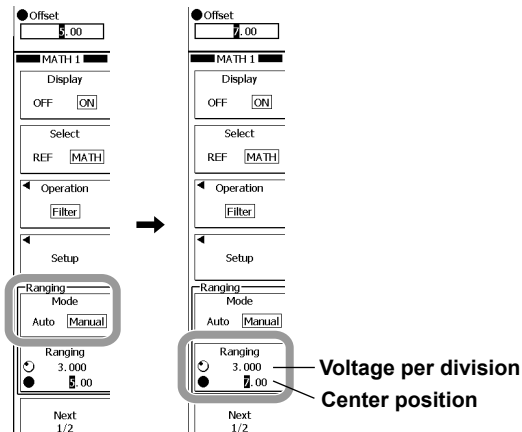 Offset
5.00
MATH 1
Display
OFF ON
Select
REF MATH
Operation
Filter
Setup
Ranging
Mode
Auto Manual
Ranging
3.000
5.00
Next
1/2
Offset
7.00
MATH 1
Display
OFF ON
Select
REF MATH
Operation
Filter
Setup
Ranging
Mode
Auto Manual
Ranging
3.000
7.00
Next
1/2
Voltage per division
Center position